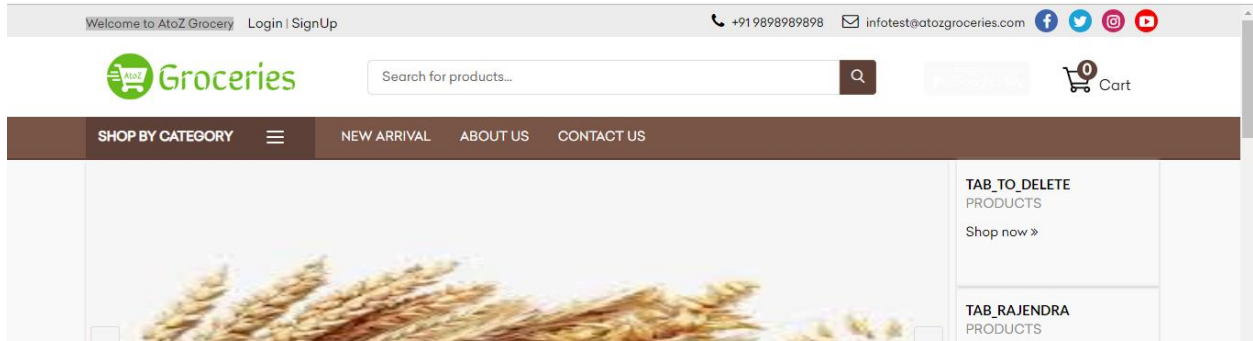 Welcome to AtoZ Grocery Login | SignUp +91 9898989898 infotest@atozgroceries.com
AtoZ Groceries
Search for products...
0 Cart
SHOP BY CATEGORY NEW ARRIVAL ABOUT US CONTACT US
TAB_TO_DELETE
PRODUCTS
Shop now »
TAB_RAJENDRA
PRODUCTS